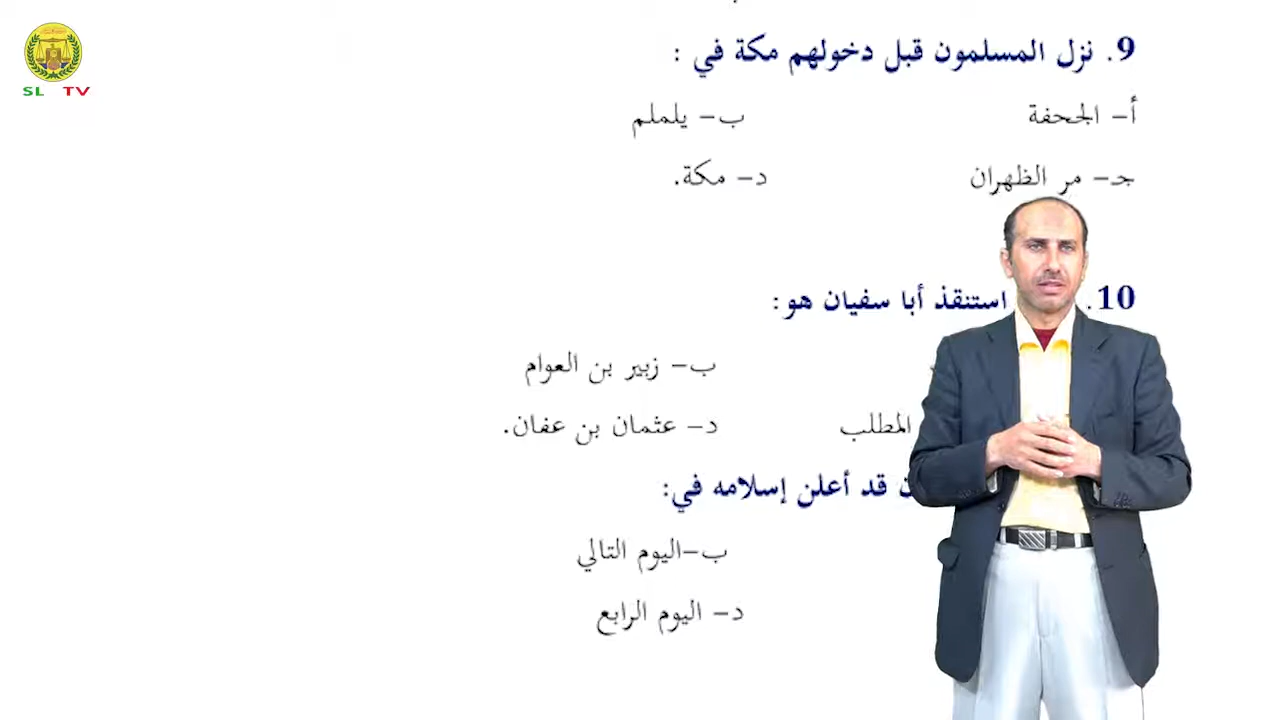 SL TV
9. نزل المسلمون قبل دخولهم مكة في :
أ- الجحفة ب- يلملم
جـ- مر الظهران د- مكة.
10. استنقذ أبا سفيان هو:
ب- زبير بن العوام
المطلب د- عثمان بن عفان.
قد أعلن إسلامه في:
ب-اليوم التالي
د- اليوم الرابع